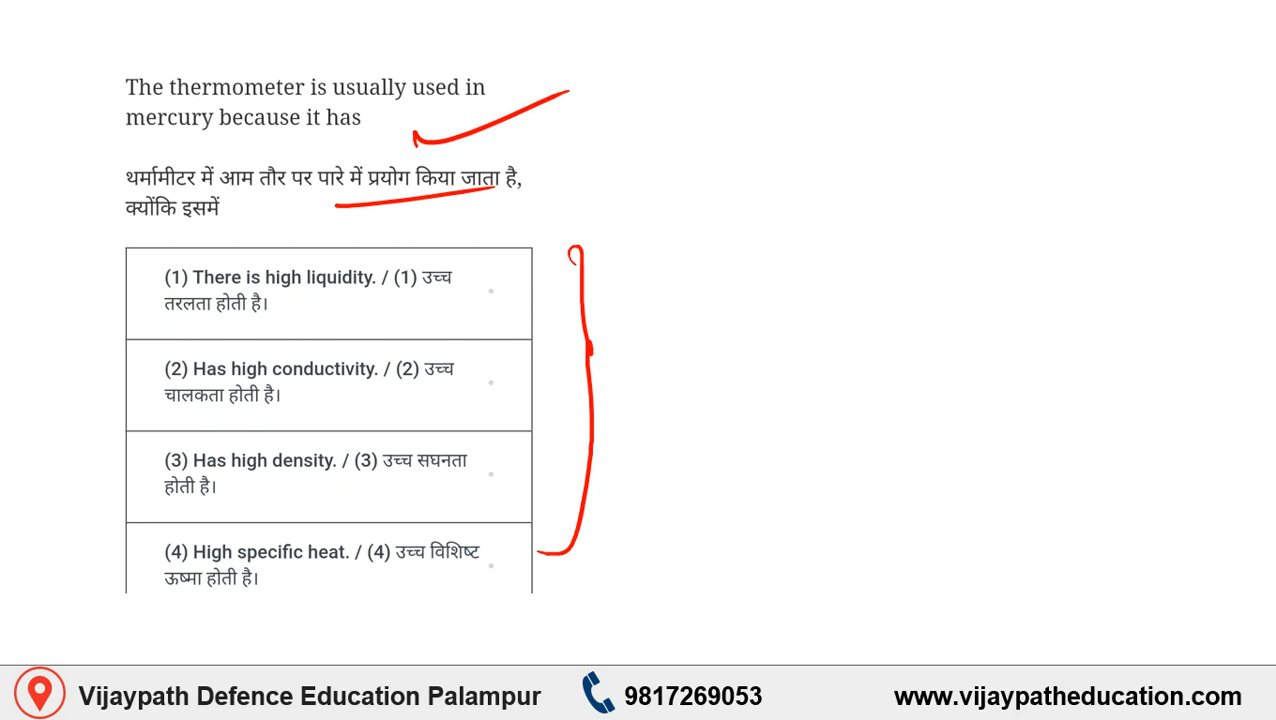 The thermometer is usually used in
mercury because it has
थर्मामीटर में आम तौर पर पारे में प्रयोग किया जाता है,
क्योंकि इसमें
(1) There is high liquidity. / (1) उच्च
तरलता होती है।
(2) Has high conductivity. / (2) उच्च
चालकता होती है।
(3) Has high density. / (3) उच्च सघनता
होती है।
(4) High specific heat. / (4) उच्च विशिष्ट
ऊष्मा होती है।
Vijaypath Defence Education Palampur
9817269053
www.vijaypatheducation.com